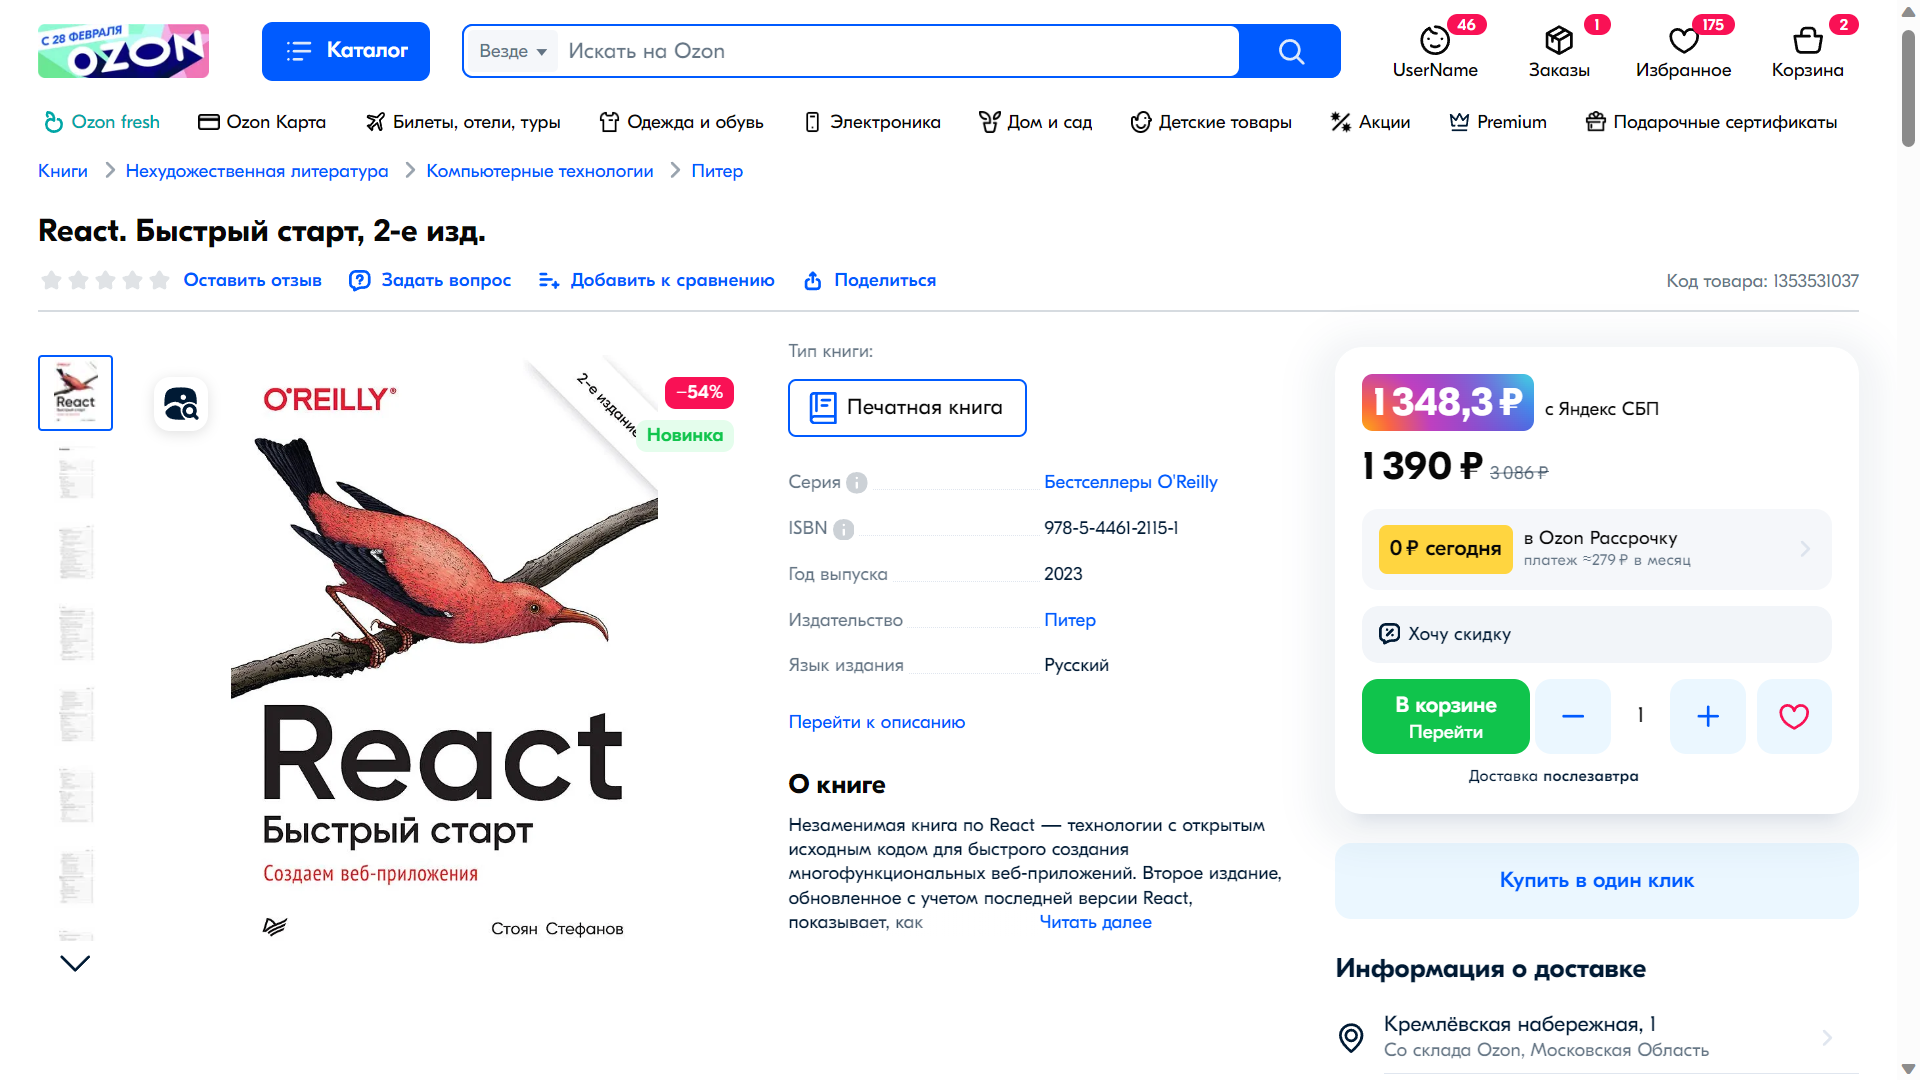 С 28 ФЕВРАЛЯ
OZON
Каталог
Везде
Искать на Ozon
46
UserName
1
Заказы
175
Избранное
2
Корзина
Ozon fresh
Ozon Карта
Билеты, отели, туры
Одежда и обувь
Электроника
Дом и сад
Детские товары
Акции
Premium
Подарочные сертификаты
Книги
Нехудожественная литература
Компьютерные технологии
Питер
React. Быстрый старт, 2-е изд.
Оставить отзыв
Задать вопрос
Добавить к сравнению
Поделиться
Код товара: 1353531037
React
O'REILLY®
2-е издание
−54%
Новинка
React
Быстрый старт
Создаем веб-приложения
Стоян Стефанов
Тип книги:
Печатная книга
Серия
Бестселлеры O'Reilly
ISBN
978-5-4461-2115-1
Год выпуска
2023
Издательство
Питер
Язык издания
Русский
Перейти к описанию
О книге
Незаменимая книга по React — технологии с открытым
исходным кодом для быстрого создания
многофункциональных веб-приложений. Второе издание,
обновленное с учетом последней версии React,
показывает, как
Читать далее
1 348,3 ₽
с Яндекс СБП
1 390 ₽
3 086 ₽
0 ₽ сегодня
в Ozon Рассрочку
платеж ≈279 ₽ в месяц
Хочу скидку
В корзине
Перейти
1
Доставка послезавтра
Купить в один клик
Информация о доставке
Кремлёвская набережная, 1
Со склада Ozon, Московская Область